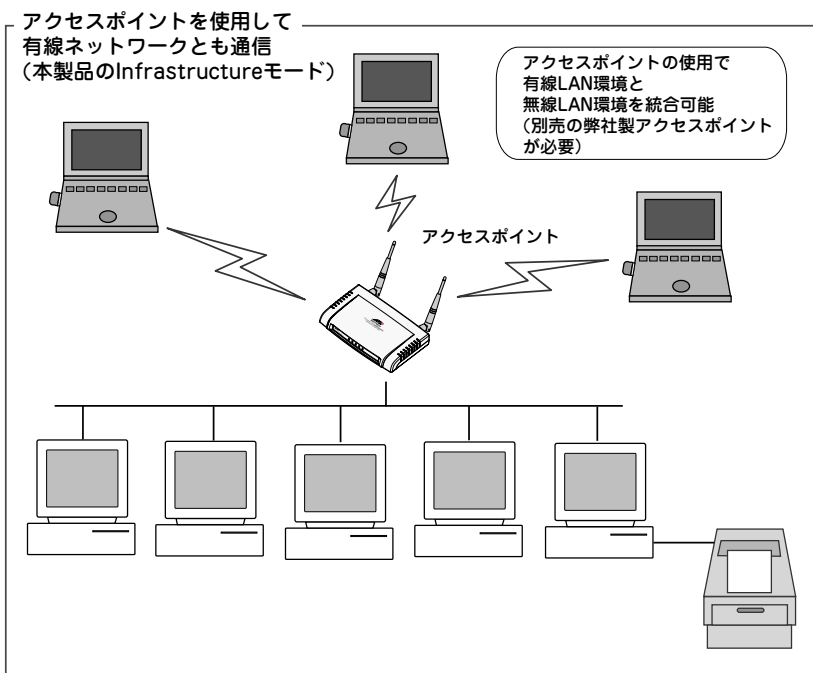 アクセスポイントを使用して
有線ネットワークとも通信
（本製品のInfrastructureモード）
アクセスポイントの使用で
有線LAN環境と
無線LAN環境を統合可能
（別売の弊社製アクセスポイント
が必要）
アクセスポイント